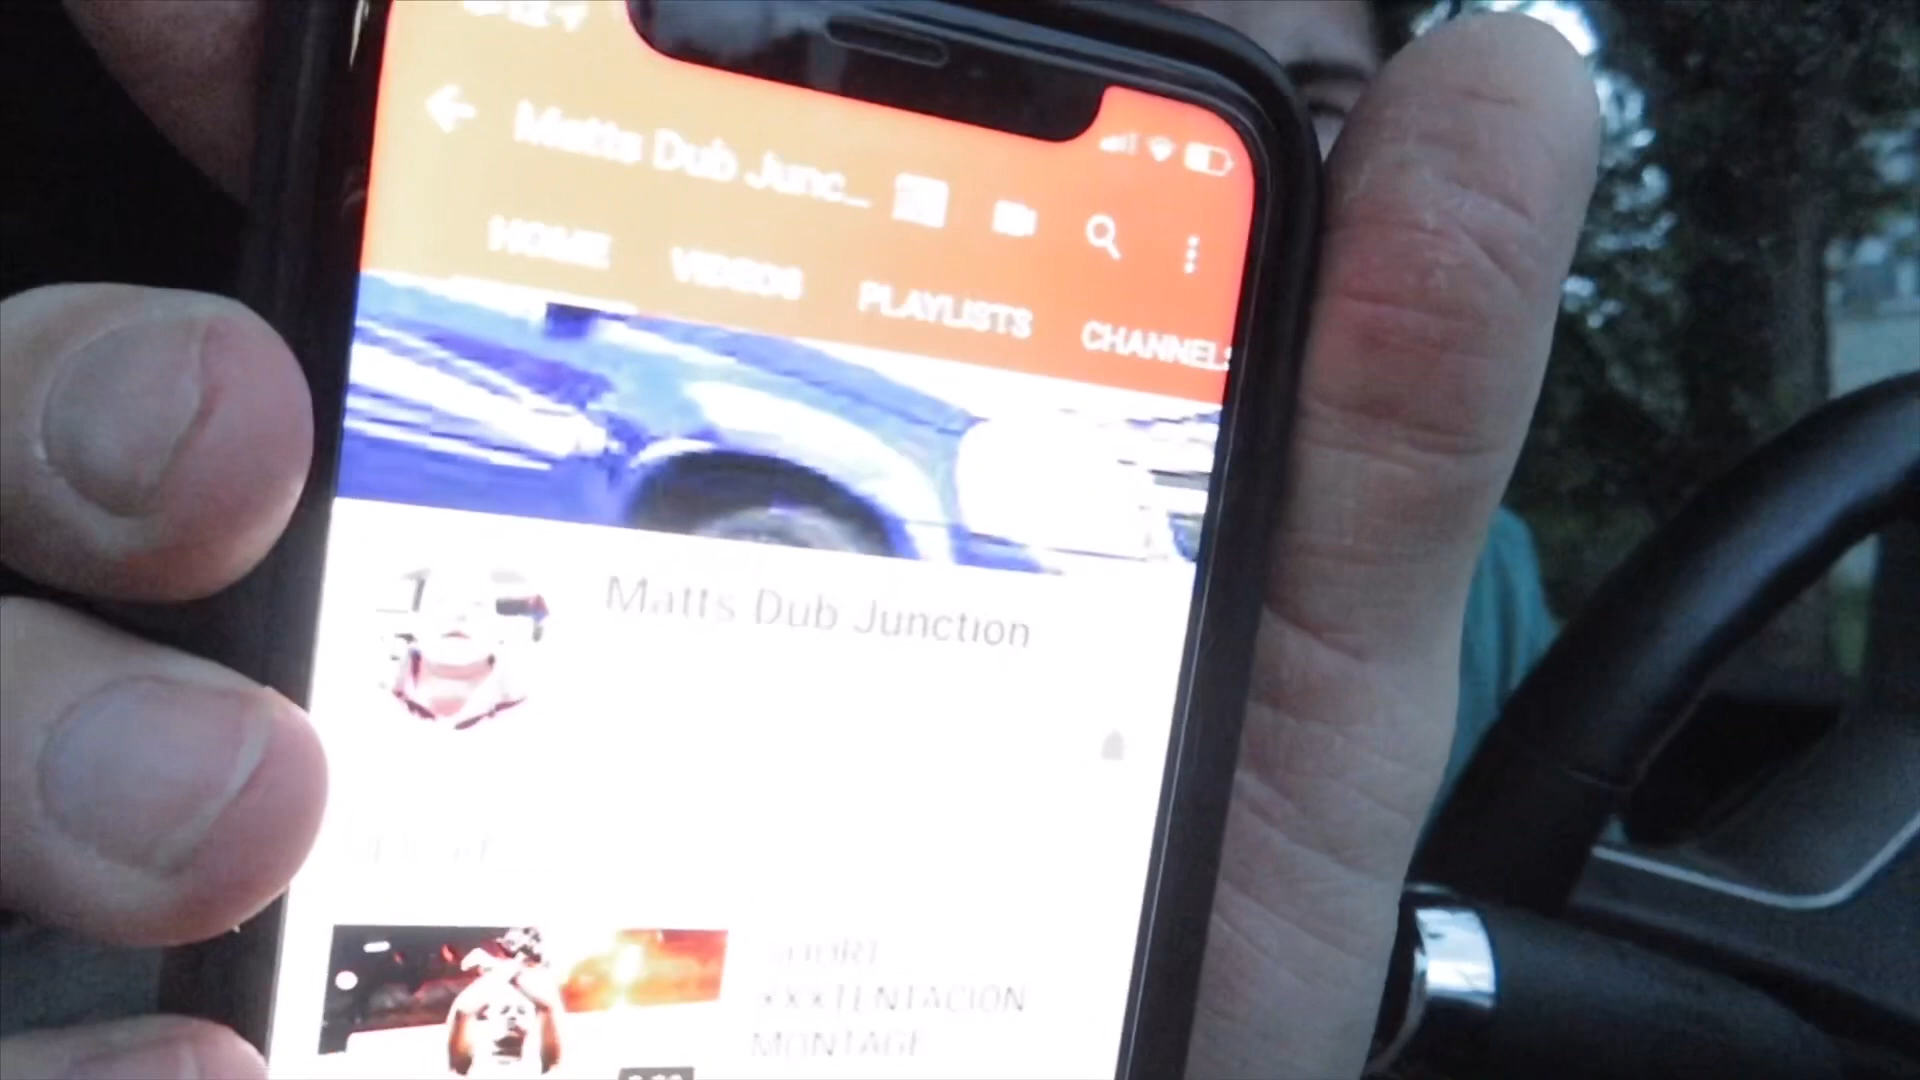 Matts Dub Junc...
HOME VIDEOS PLAYLISTS CHANNELS
Matts Dub Junction
SHORT
XXXTENTACION
MONTAGE